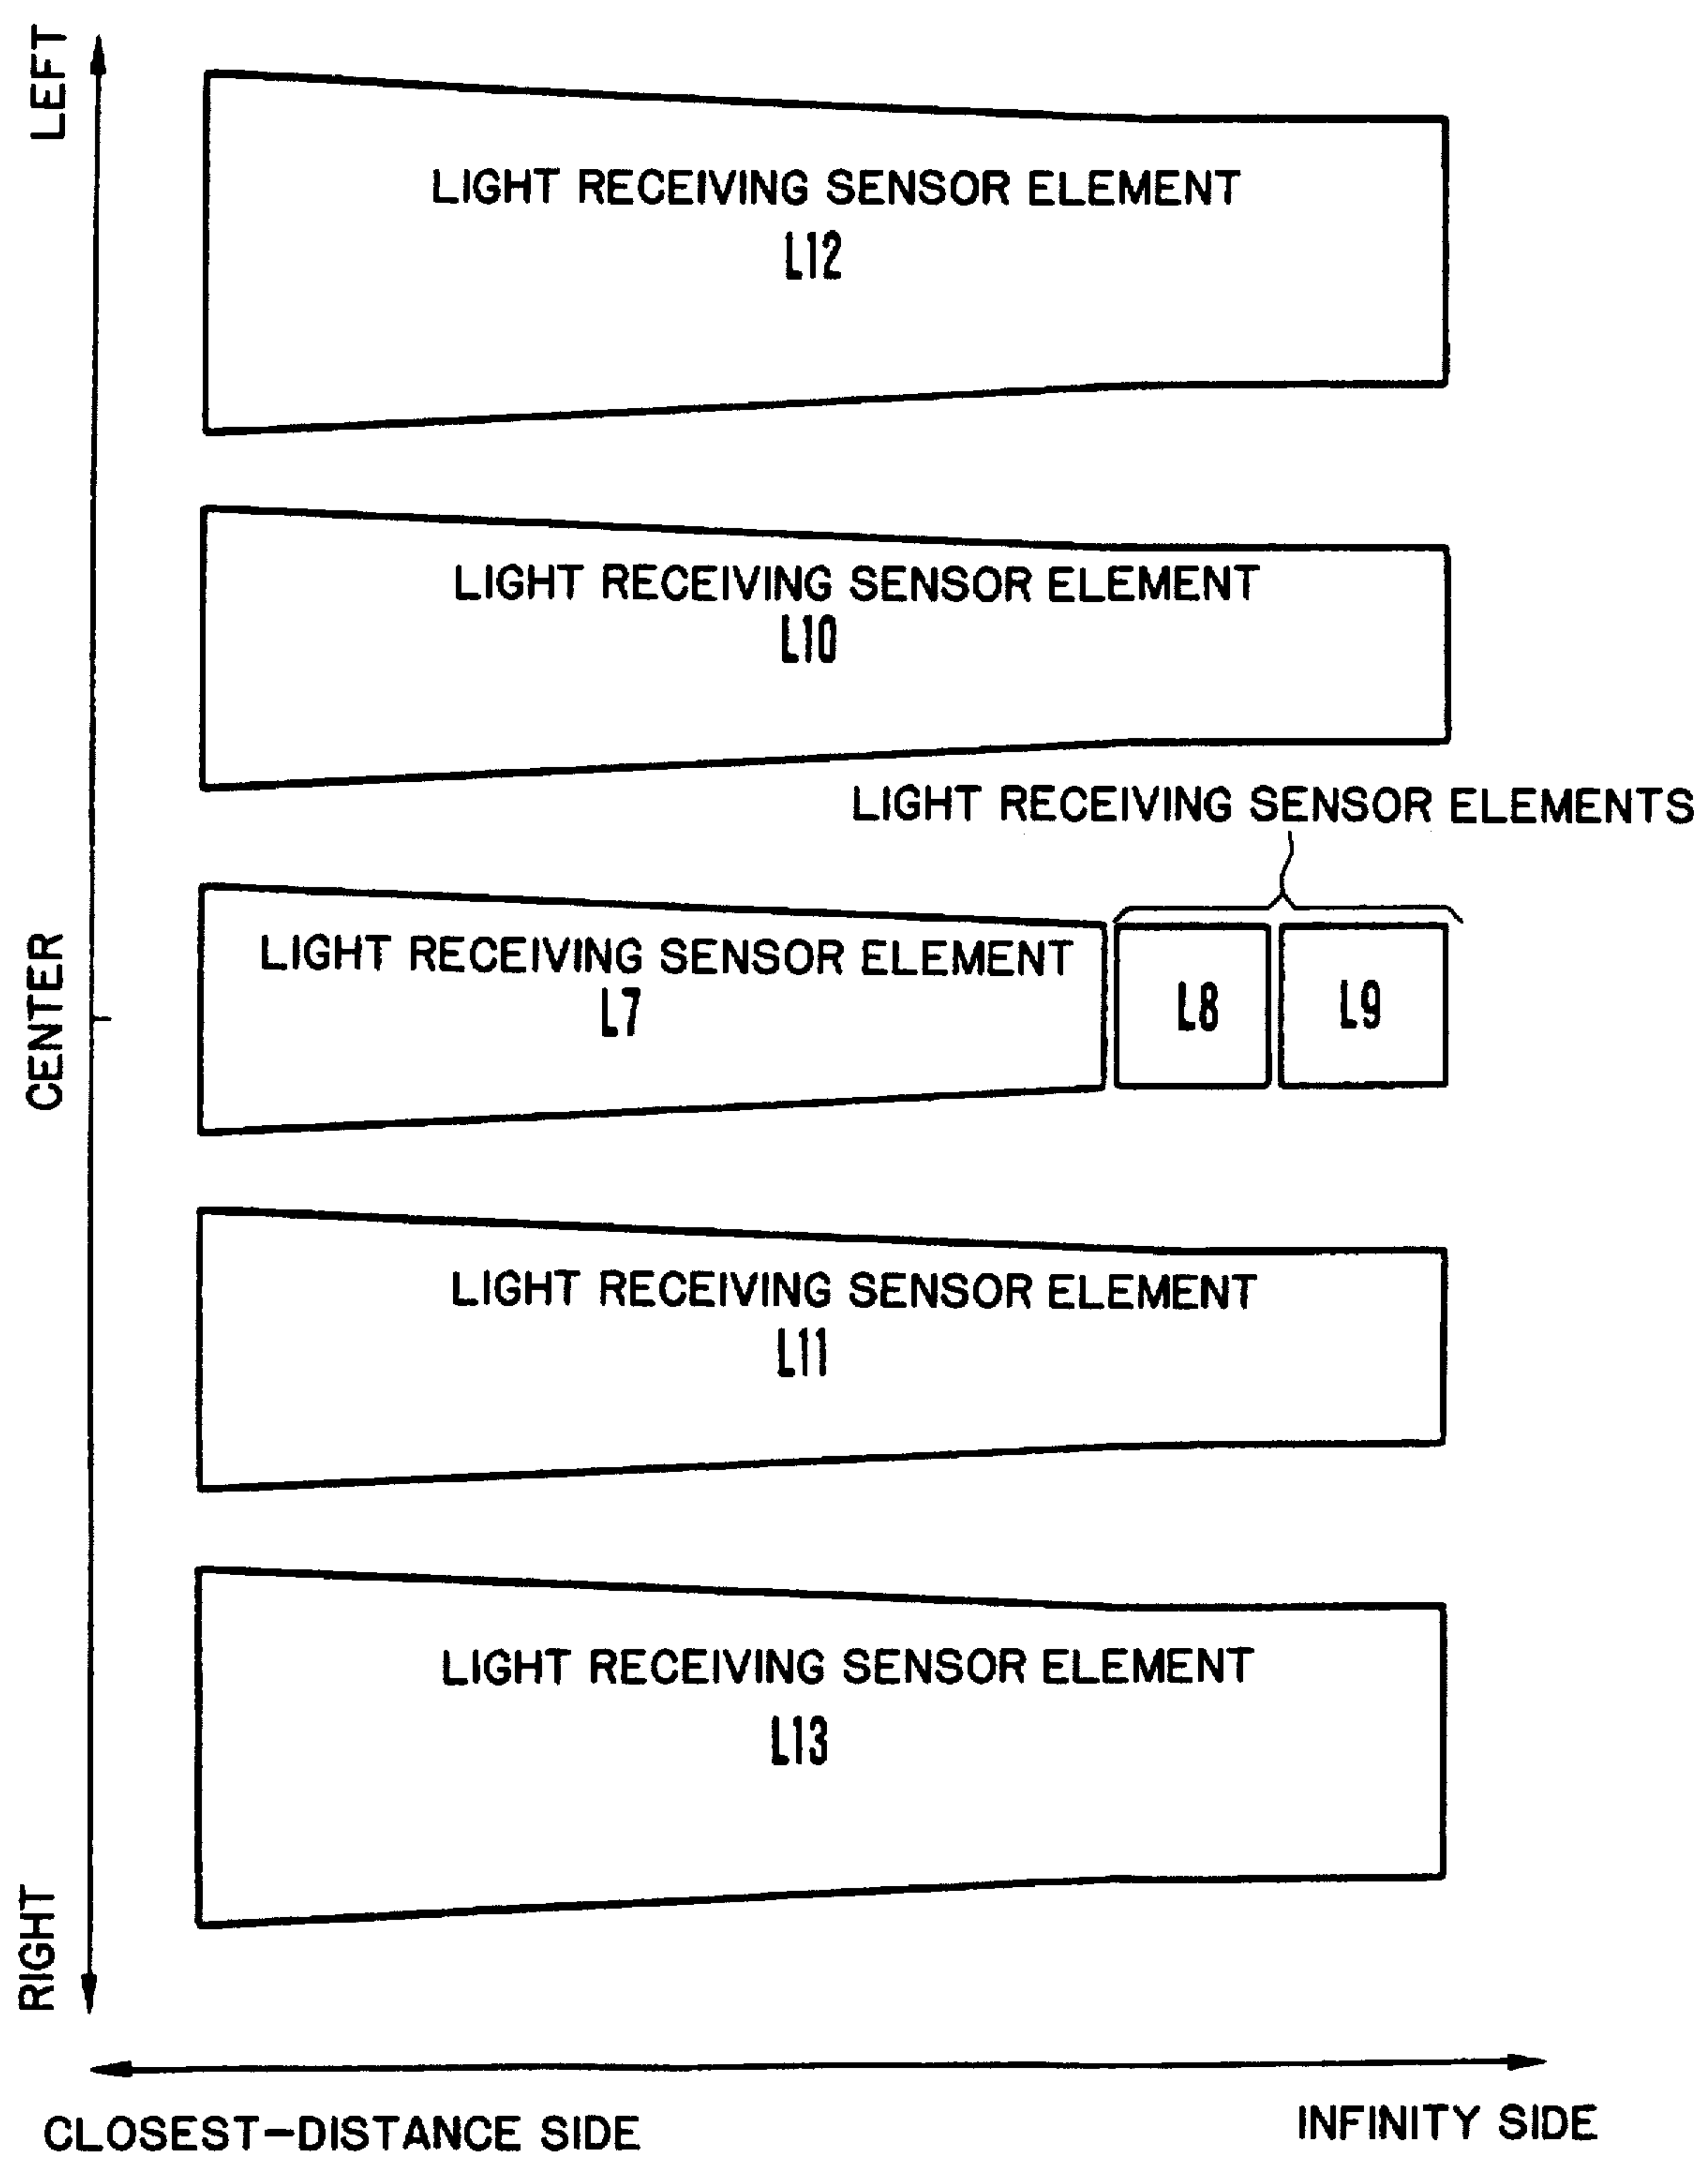 LEFT
LIGHT RECEIVING SENSOR ELEMENT
L12
LIGHT RECEIVING SENSOR ELEMENT
L10
LIGHT RECEIVING SENSOR ELEMENTS
CENTER
LIGHT RECEIVING SENSOR ELEMENT
L7
L8
L9
LIGHT RECEIVING SENSOR ELEMENT
L11
LIGHT RECEIVING SENSOR ELEMENT
L13
RIGHT
CLOSEST-DISTANCE SIDE
INFINITY SIDE